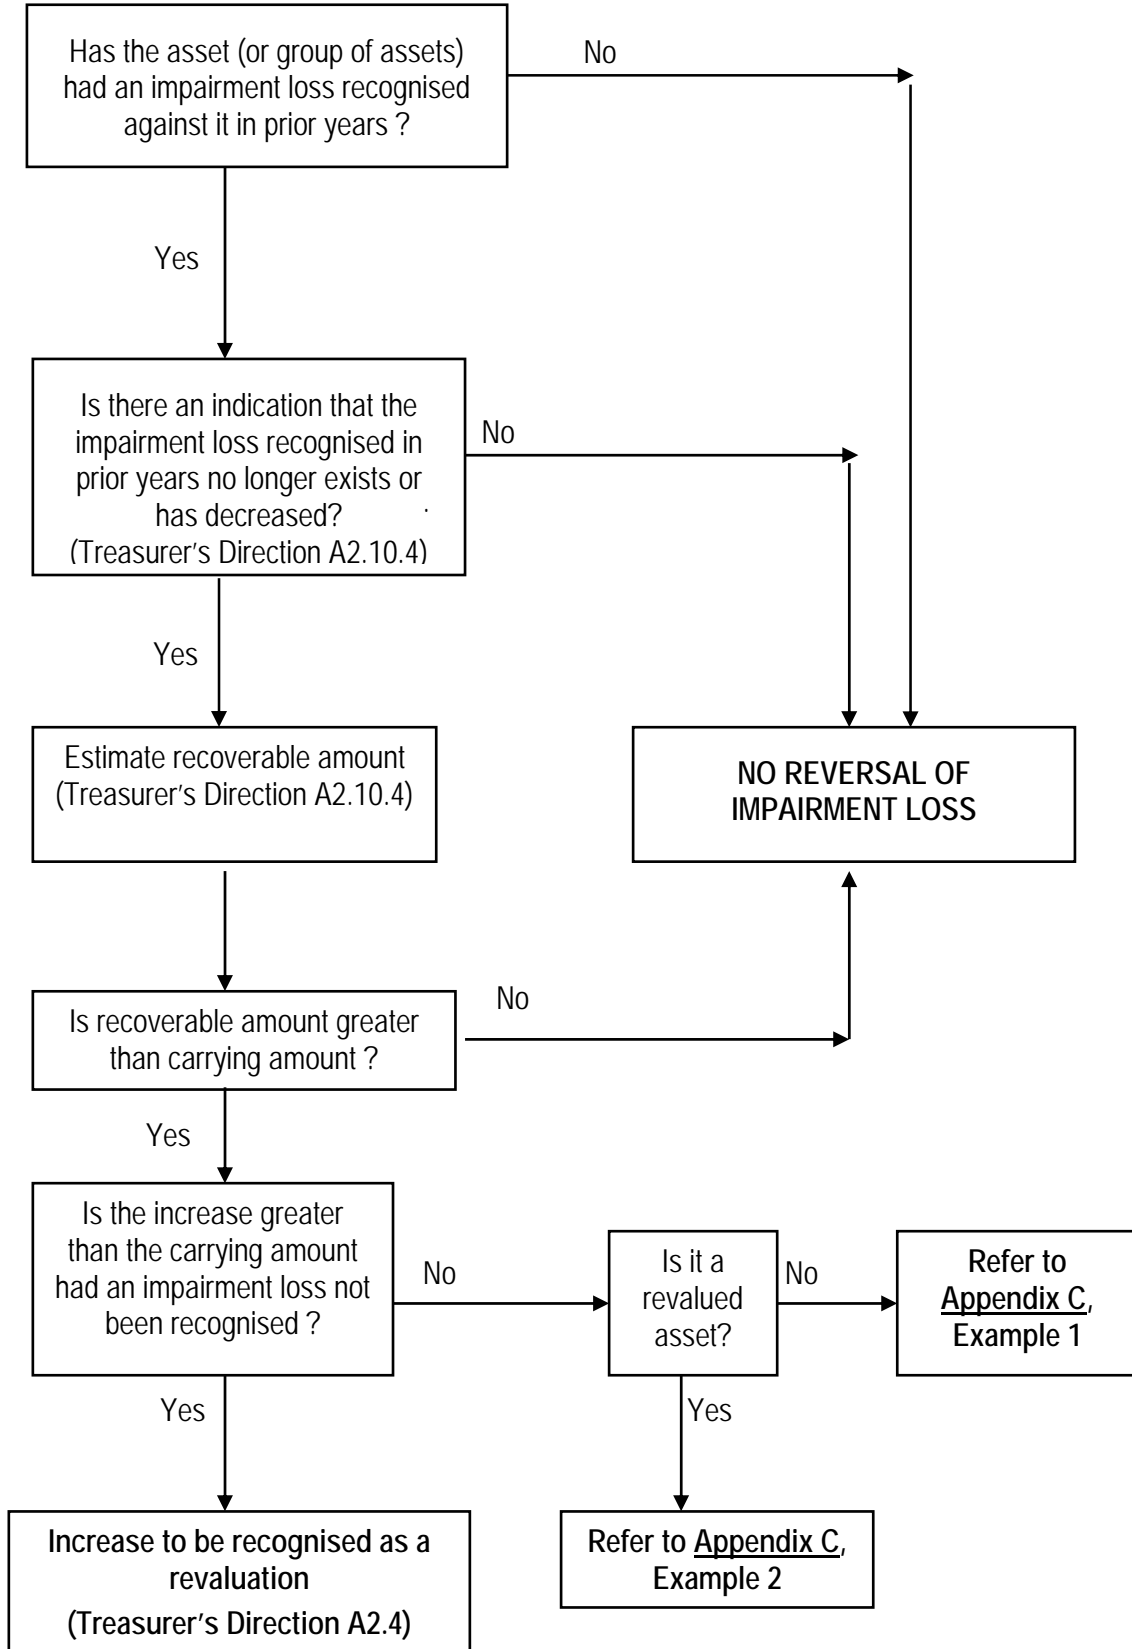 Has the asset (or group of assets)
had an impairment loss recognised
against it in prior years ?
No
Yes
Is there an indication that the
impairment loss recognised in
prior years no longer exists or
has decreased?
(Treasurer's Direction A2.10.4)
No
Yes
Estimate recoverable amount
(Treasurer's Direction A2.10.4)
NO REVERSAL OF
IMPAIRMENT LOSS
Is recoverable amount greater
than carrying amount ?
No
Yes
Is the increase greater
than the carrying amount
had an impairment loss not
been recognised ?
No
Is it a
revalued
asset?
No
Refer to
Appendix C,
Example 1
Yes
Yes
Increase to be recognised as a
revaluation
(Treasurer's Direction A2.4)
Refer to Appendix C,
Example 2